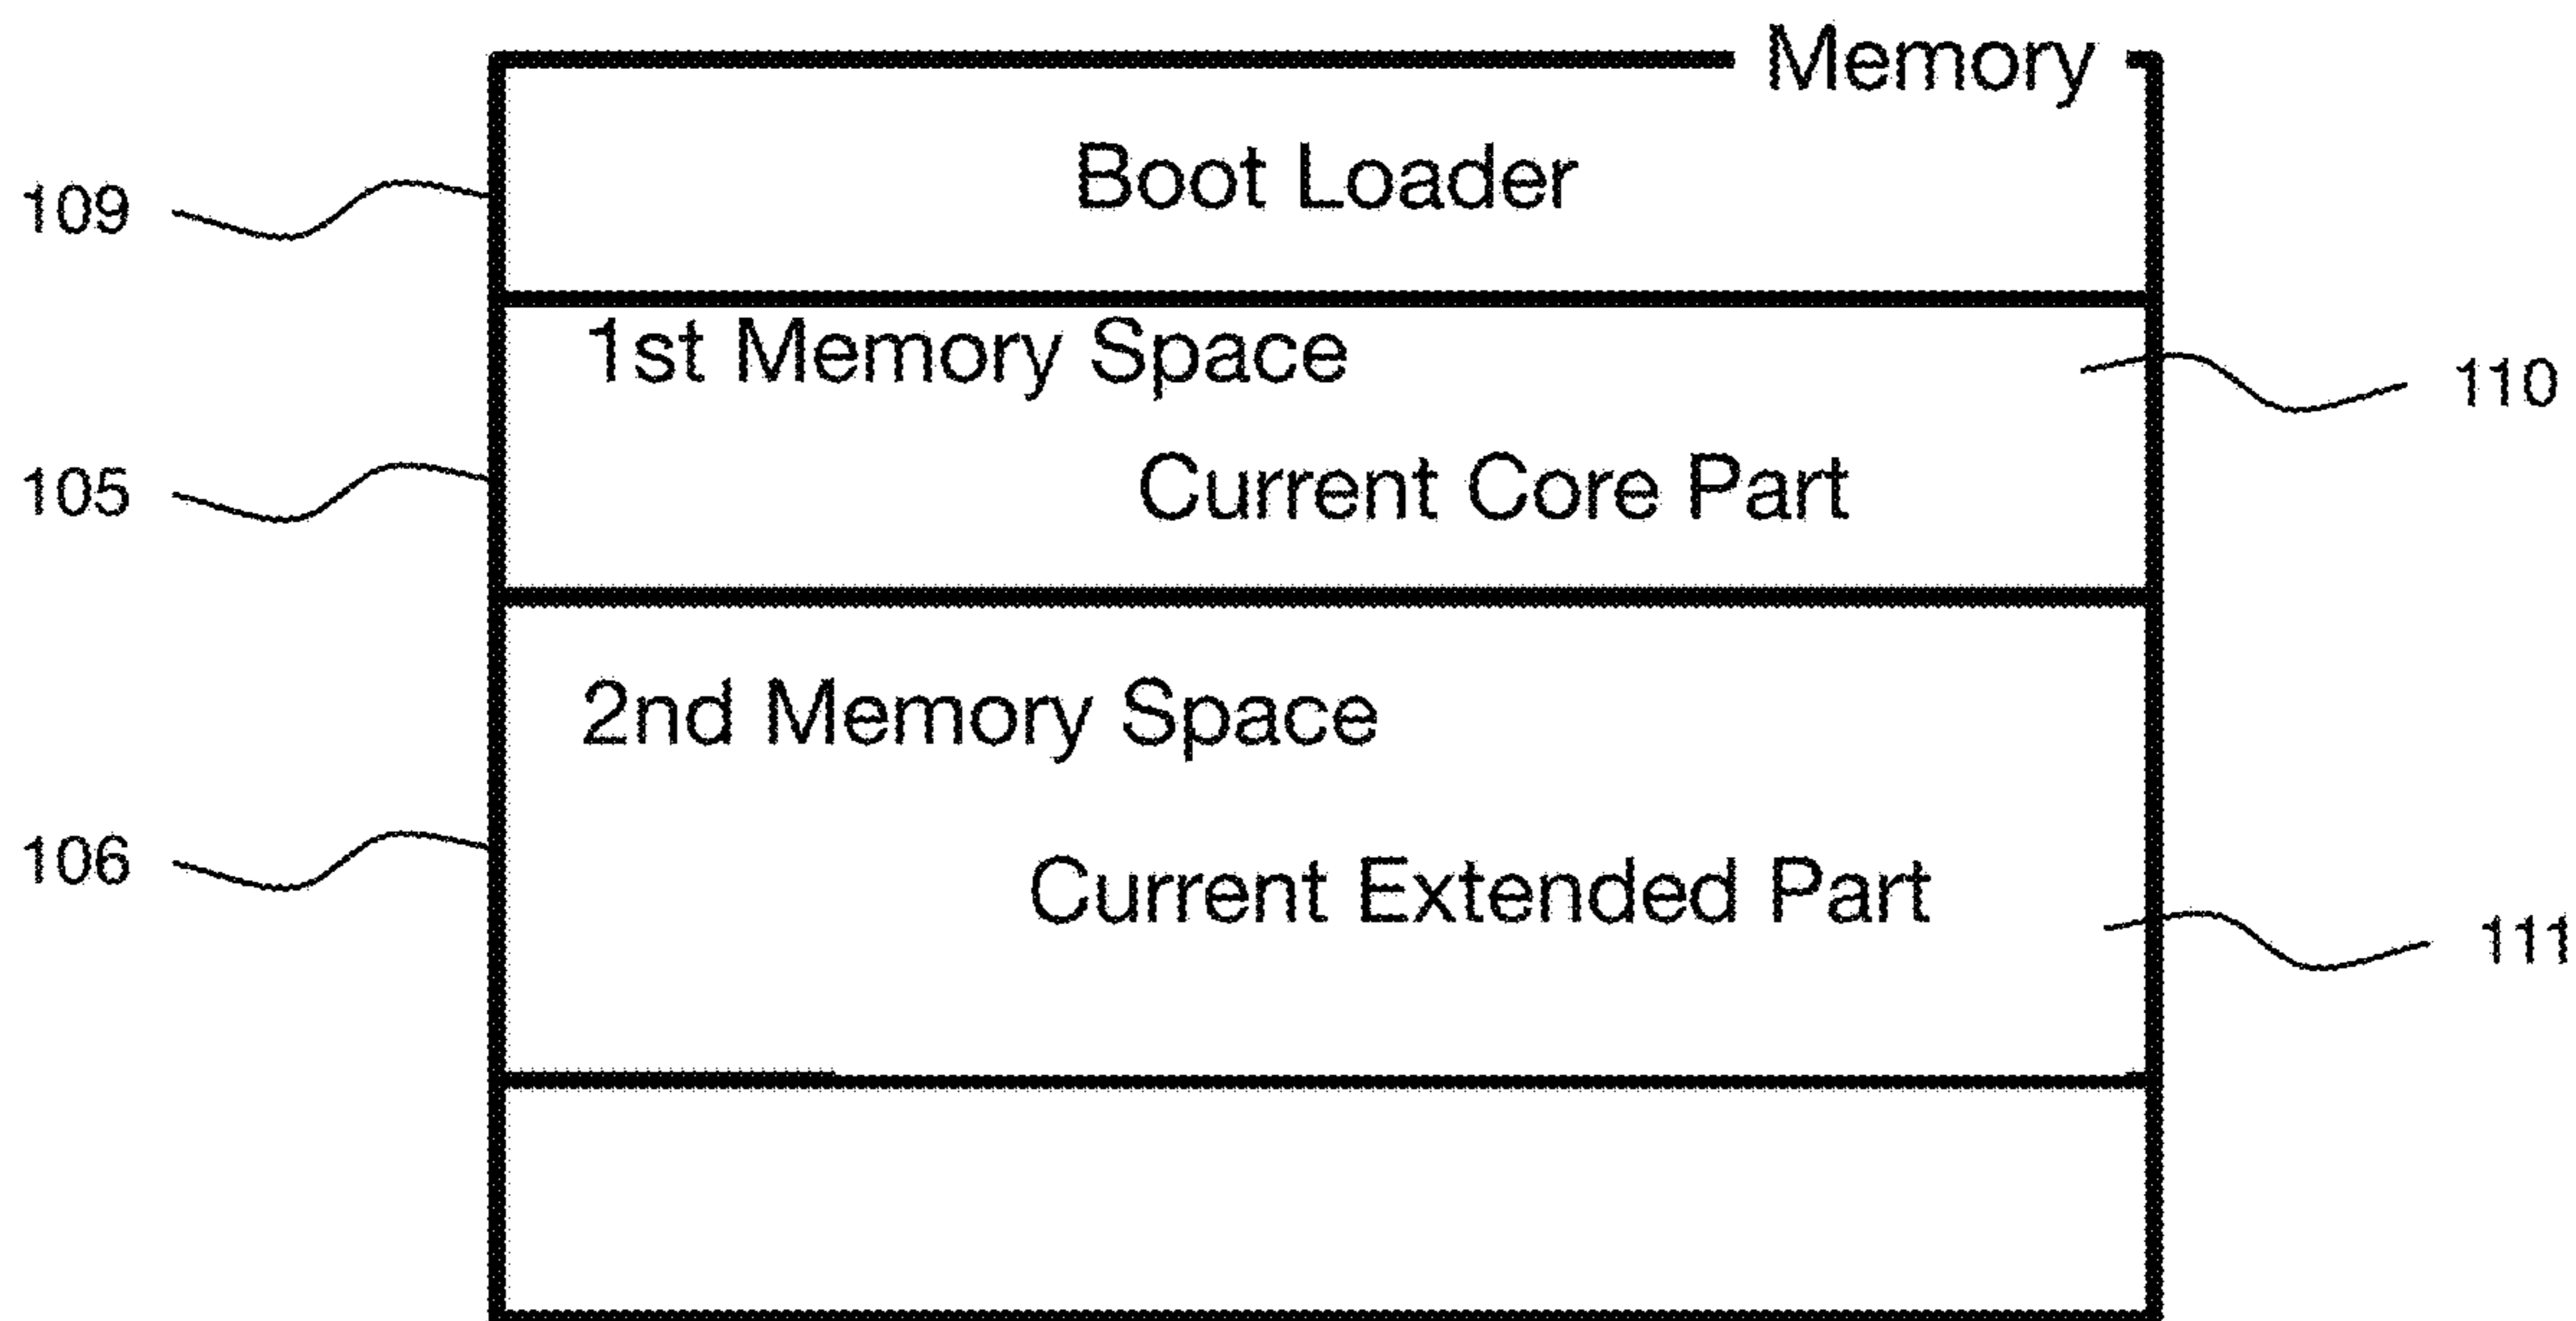 Memory
Boot Loader
109
1st Memory Space
110
105
Current Core Part
2nd Memory Space
106
Current Extended Part
111